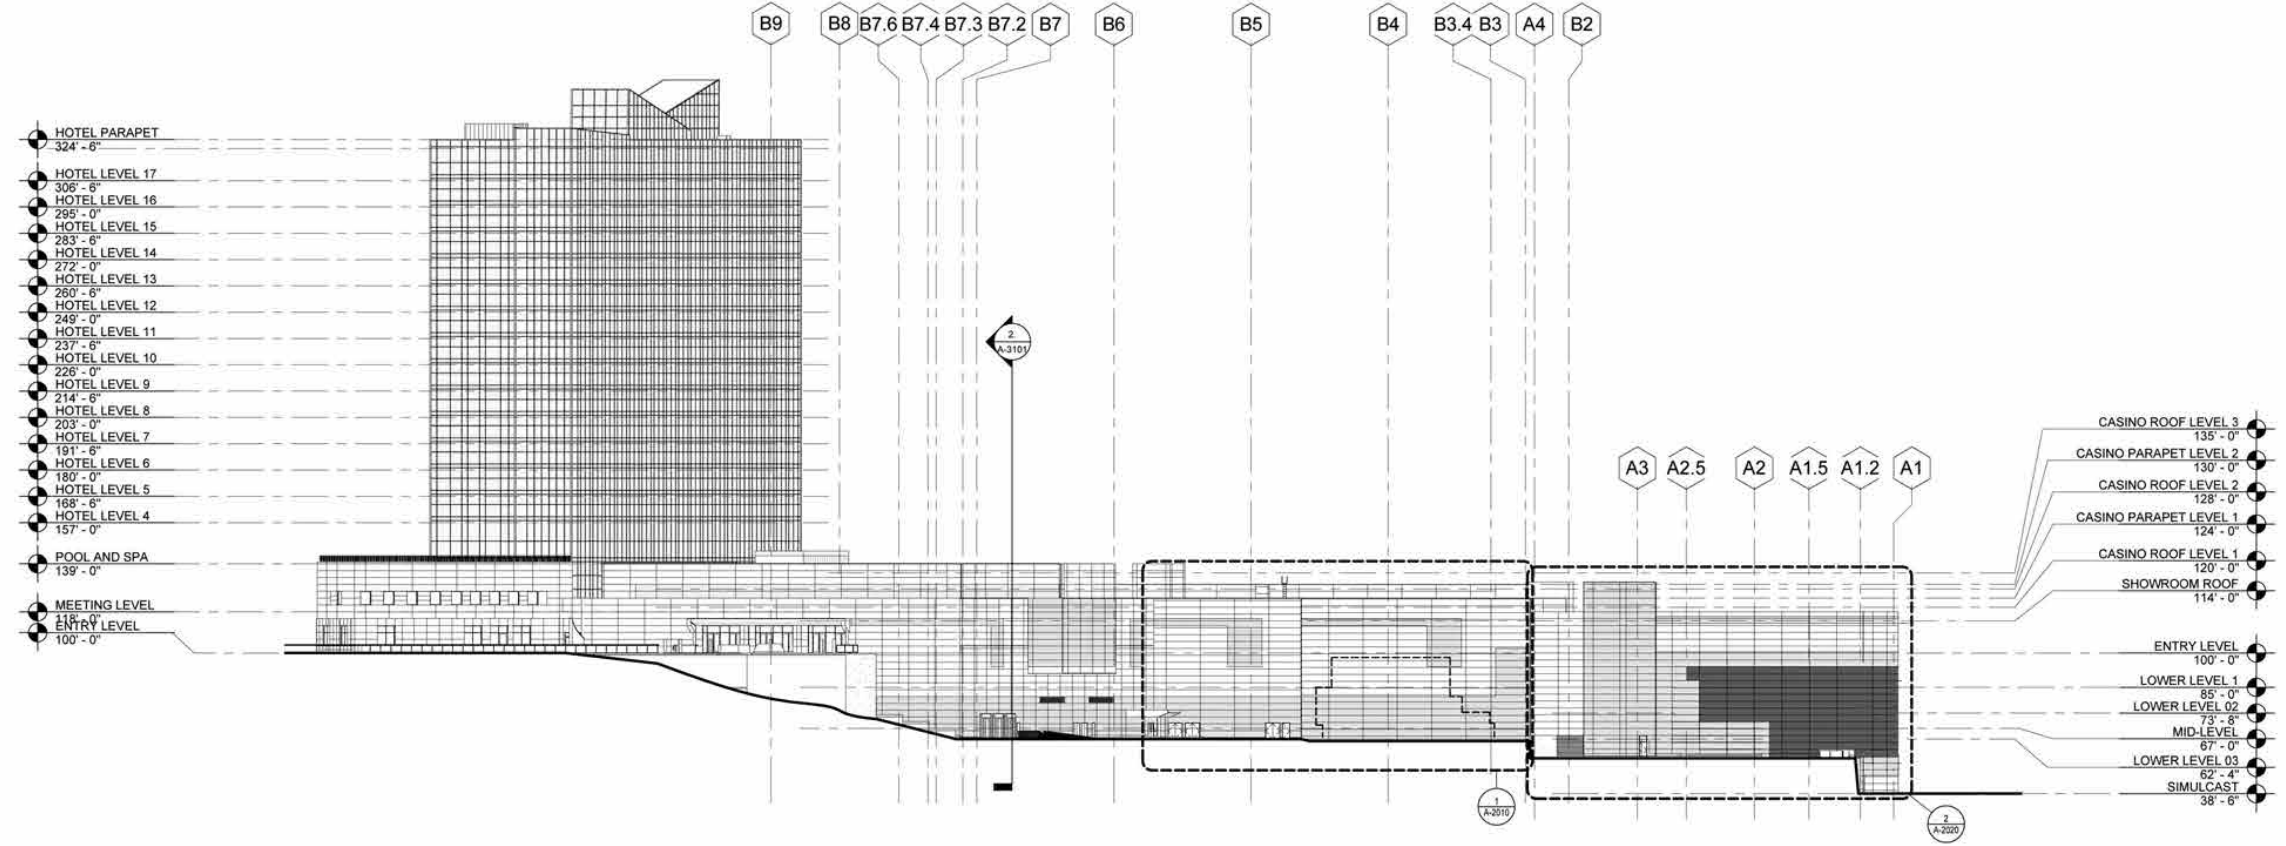 B9 B8 B7.6 B7.4 B7.3 B7.2 B7 B6 B5 B4 B3.4 B3 A4 B2
HOTEL PARAPET
324' - 6"
HOTEL LEVEL 17
306' - 6"
HOTEL LEVEL 16
295' - 0"
HOTEL LEVEL 15
283' - 6"
HOTEL LEVEL 14
272' - 0"
HOTEL LEVEL 13
260' - 6"
HOTEL LEVEL 12
249' - 0"
HOTEL LEVEL 11
237' - 6"
HOTEL LEVEL 10
226' - 0"
HOTEL LEVEL 9
214' - 6"
HOTEL LEVEL 8
203' - 0"
HOTEL LEVEL 7
191' - 6"
HOTEL LEVEL 6
180' - 0"
HOTEL LEVEL 5
168' - 6"
HOTEL LEVEL 4
157' - 0"
POOL AND SPA
139' - 0"
MEETING LEVEL
118' - 0"
ENTRY LEVEL
100' - 0"
2
A-3101
A3 A2.5 A2 A1.5 A1.2 A1
CASINO ROOF LEVEL 3
135' - 0"
CASINO PARAPET LEVEL 2
130' - 0"
CASINO ROOF LEVEL 2
128' - 0"
CASINO PARAPET LEVEL 1
124' - 0"
CASINO ROOF LEVEL 1
120' - 0"
SHOWROOM ROOF
114' - 0"
ENTRY LEVEL
100' - 0"
LOWER LEVEL 1
85' - 0"
LOWER LEVEL 02
73' - 8"
MID-LEVEL
67' - 0"
LOWER LEVEL 03
62' - 4"
SIMULCAST
38' - 6"
1
A-2010
2
A-2020